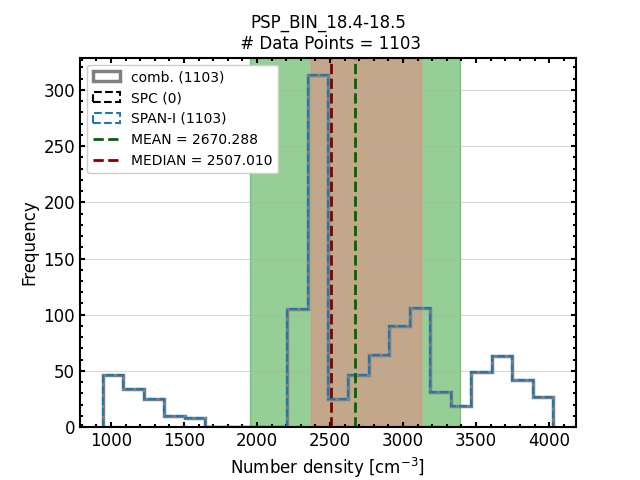 PSP_BIN_18.4-18.5
# Data Points = 1103
comb. (1103)
SPC (0)
SPAN-I (1103)
MEAN = 2670.288
MEDIAN = 2507.010
Frequency
300
250
200
150
100
50
0
1000 1500 2000 2500 3000 3500 4000
Number density [cm⁻³]